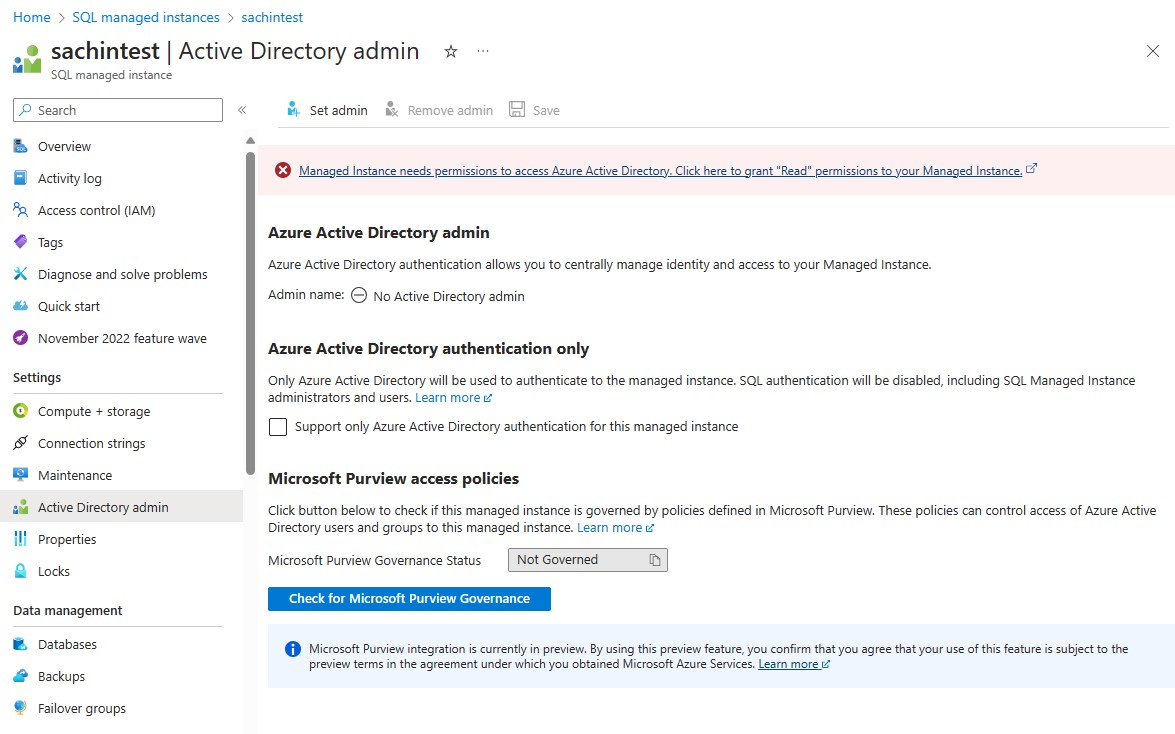 Home > SQL managed instances > sachintest
sachintest | Active Directory admin ☆ ···
SQL managed instance
Search
«
Overview
Activity log
Access control (IAM)
Tags
Diagnose and solve problems
Quick start
November 2022 feature wave
Settings
Compute + storage
Connection strings
Maintenance
Active Directory admin
Properties
Locks
Data management
Databases
Backups
Failover groups
Set admin Remove admin Save
Managed Instance needs permissions to access Azure Active Directory. Click here to grant "Read" permissions to your Managed Instance.
Azure Active Directory admin
Azure Active Directory authentication allows you to centrally manage identity and access to your Managed Instance.
Admin name: No Active Directory admin
Azure Active Directory authentication only
Only Azure Active Directory will be used to authenticate to the managed instance. SQL authentication will be disabled, including SQL Managed Instance
administrators and users. Learn more
Support only Azure Active Directory authentication for this managed instance
Microsoft Purview access policies
Click button below to check if this managed instance is governed by policies defined in Microsoft Purview. These policies can control access of Azure Active
Directory users and groups to this managed instance. Learn more
Microsoft Purview Governance Status Not Governed
Check for Microsoft Purview Governance
Microsoft Purview integration is currently in preview. By using this preview feature, you confirm that you agree that your use of this feature is subject to the
preview terms in the agreement under which you obtained Microsoft Azure Services. Learn more